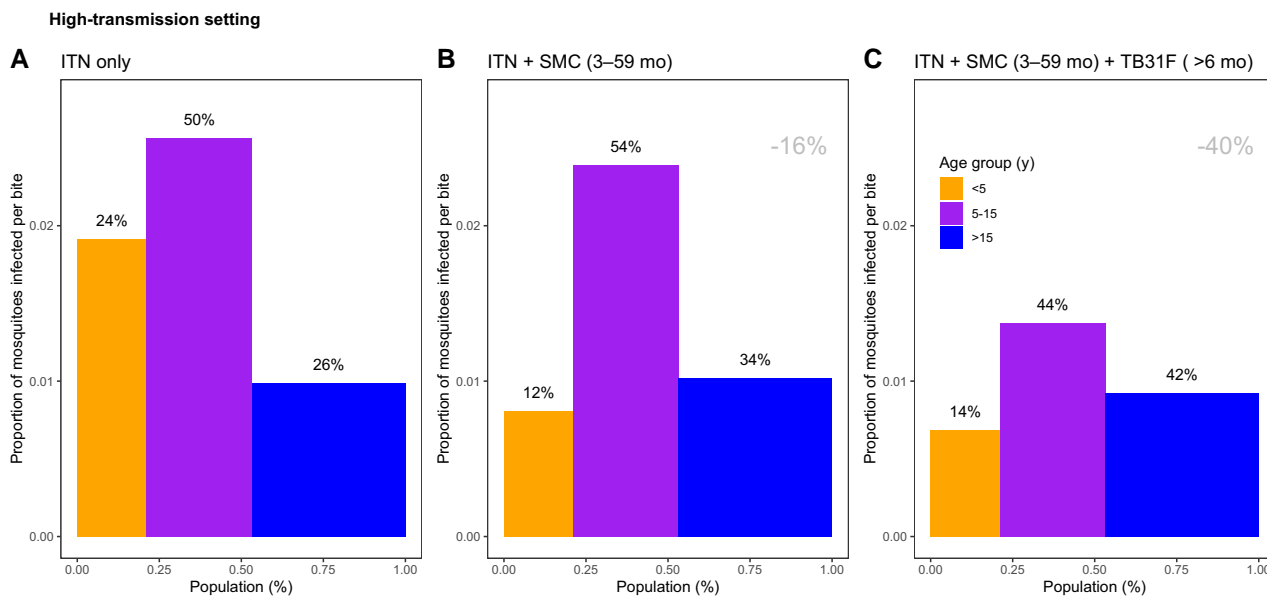 High-transmission setting
A
ITN only
Proportion of mosquitoes infected per bite
0.02
0.01
0.00
24%
50%
26%
0.00
0.25
0.50
0.75
1.00
Population (%)
B
ITN + SMC (3–59 mo)
-16%
Proportion of mosquitoes infected per bite
0.02
0.01
0.00
12%
54%
34%
0.00
0.25
0.50
0.75
1.00
Population (%)
C
ITN + SMC (3–59 mo) + TB31F ( >6 mo)
-40%
Age group (y)
<5
5-15
>15
Proportion of mosquitoes infected per bite
0.02
0.01
0.00
14%
44%
42%
0.00
0.25
0.50
0.75
1.00
Population (%)